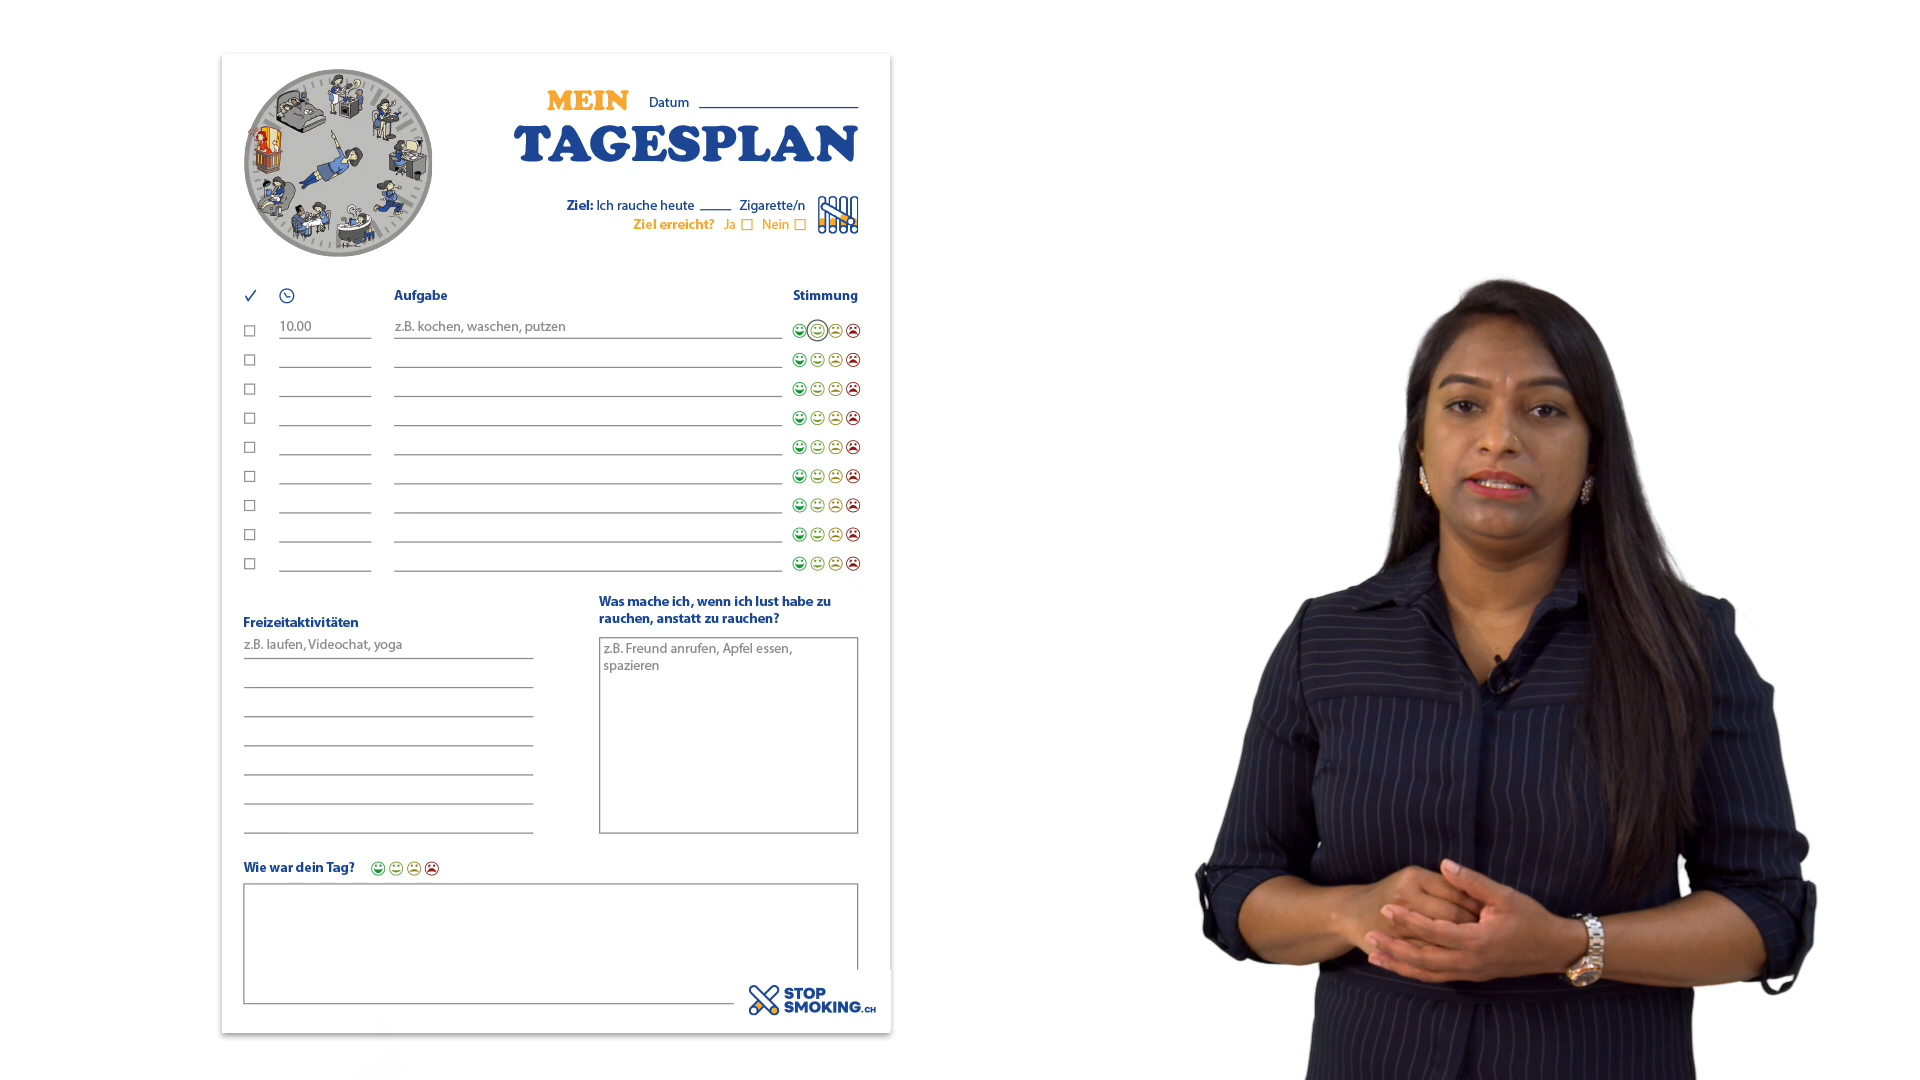 MEIN Datum
TAGESPLAN
Ziel: Ich rauche heute Zigarette/n
Ziel erreicht? Ja Nein
Aufgabe Stimmung
10.00 z.B. kochen, waschen, putzen
Was mache ich, wenn ich lust habe zu
rauchen, anstatt zu rauchen?
z.B. Freund anrufen, Apfel essen,
spazieren
Freizeitaktivitäten
z.B. laufen, Videochat, yoga
Wie war dein Tag?
STOP
SMOKING.CH